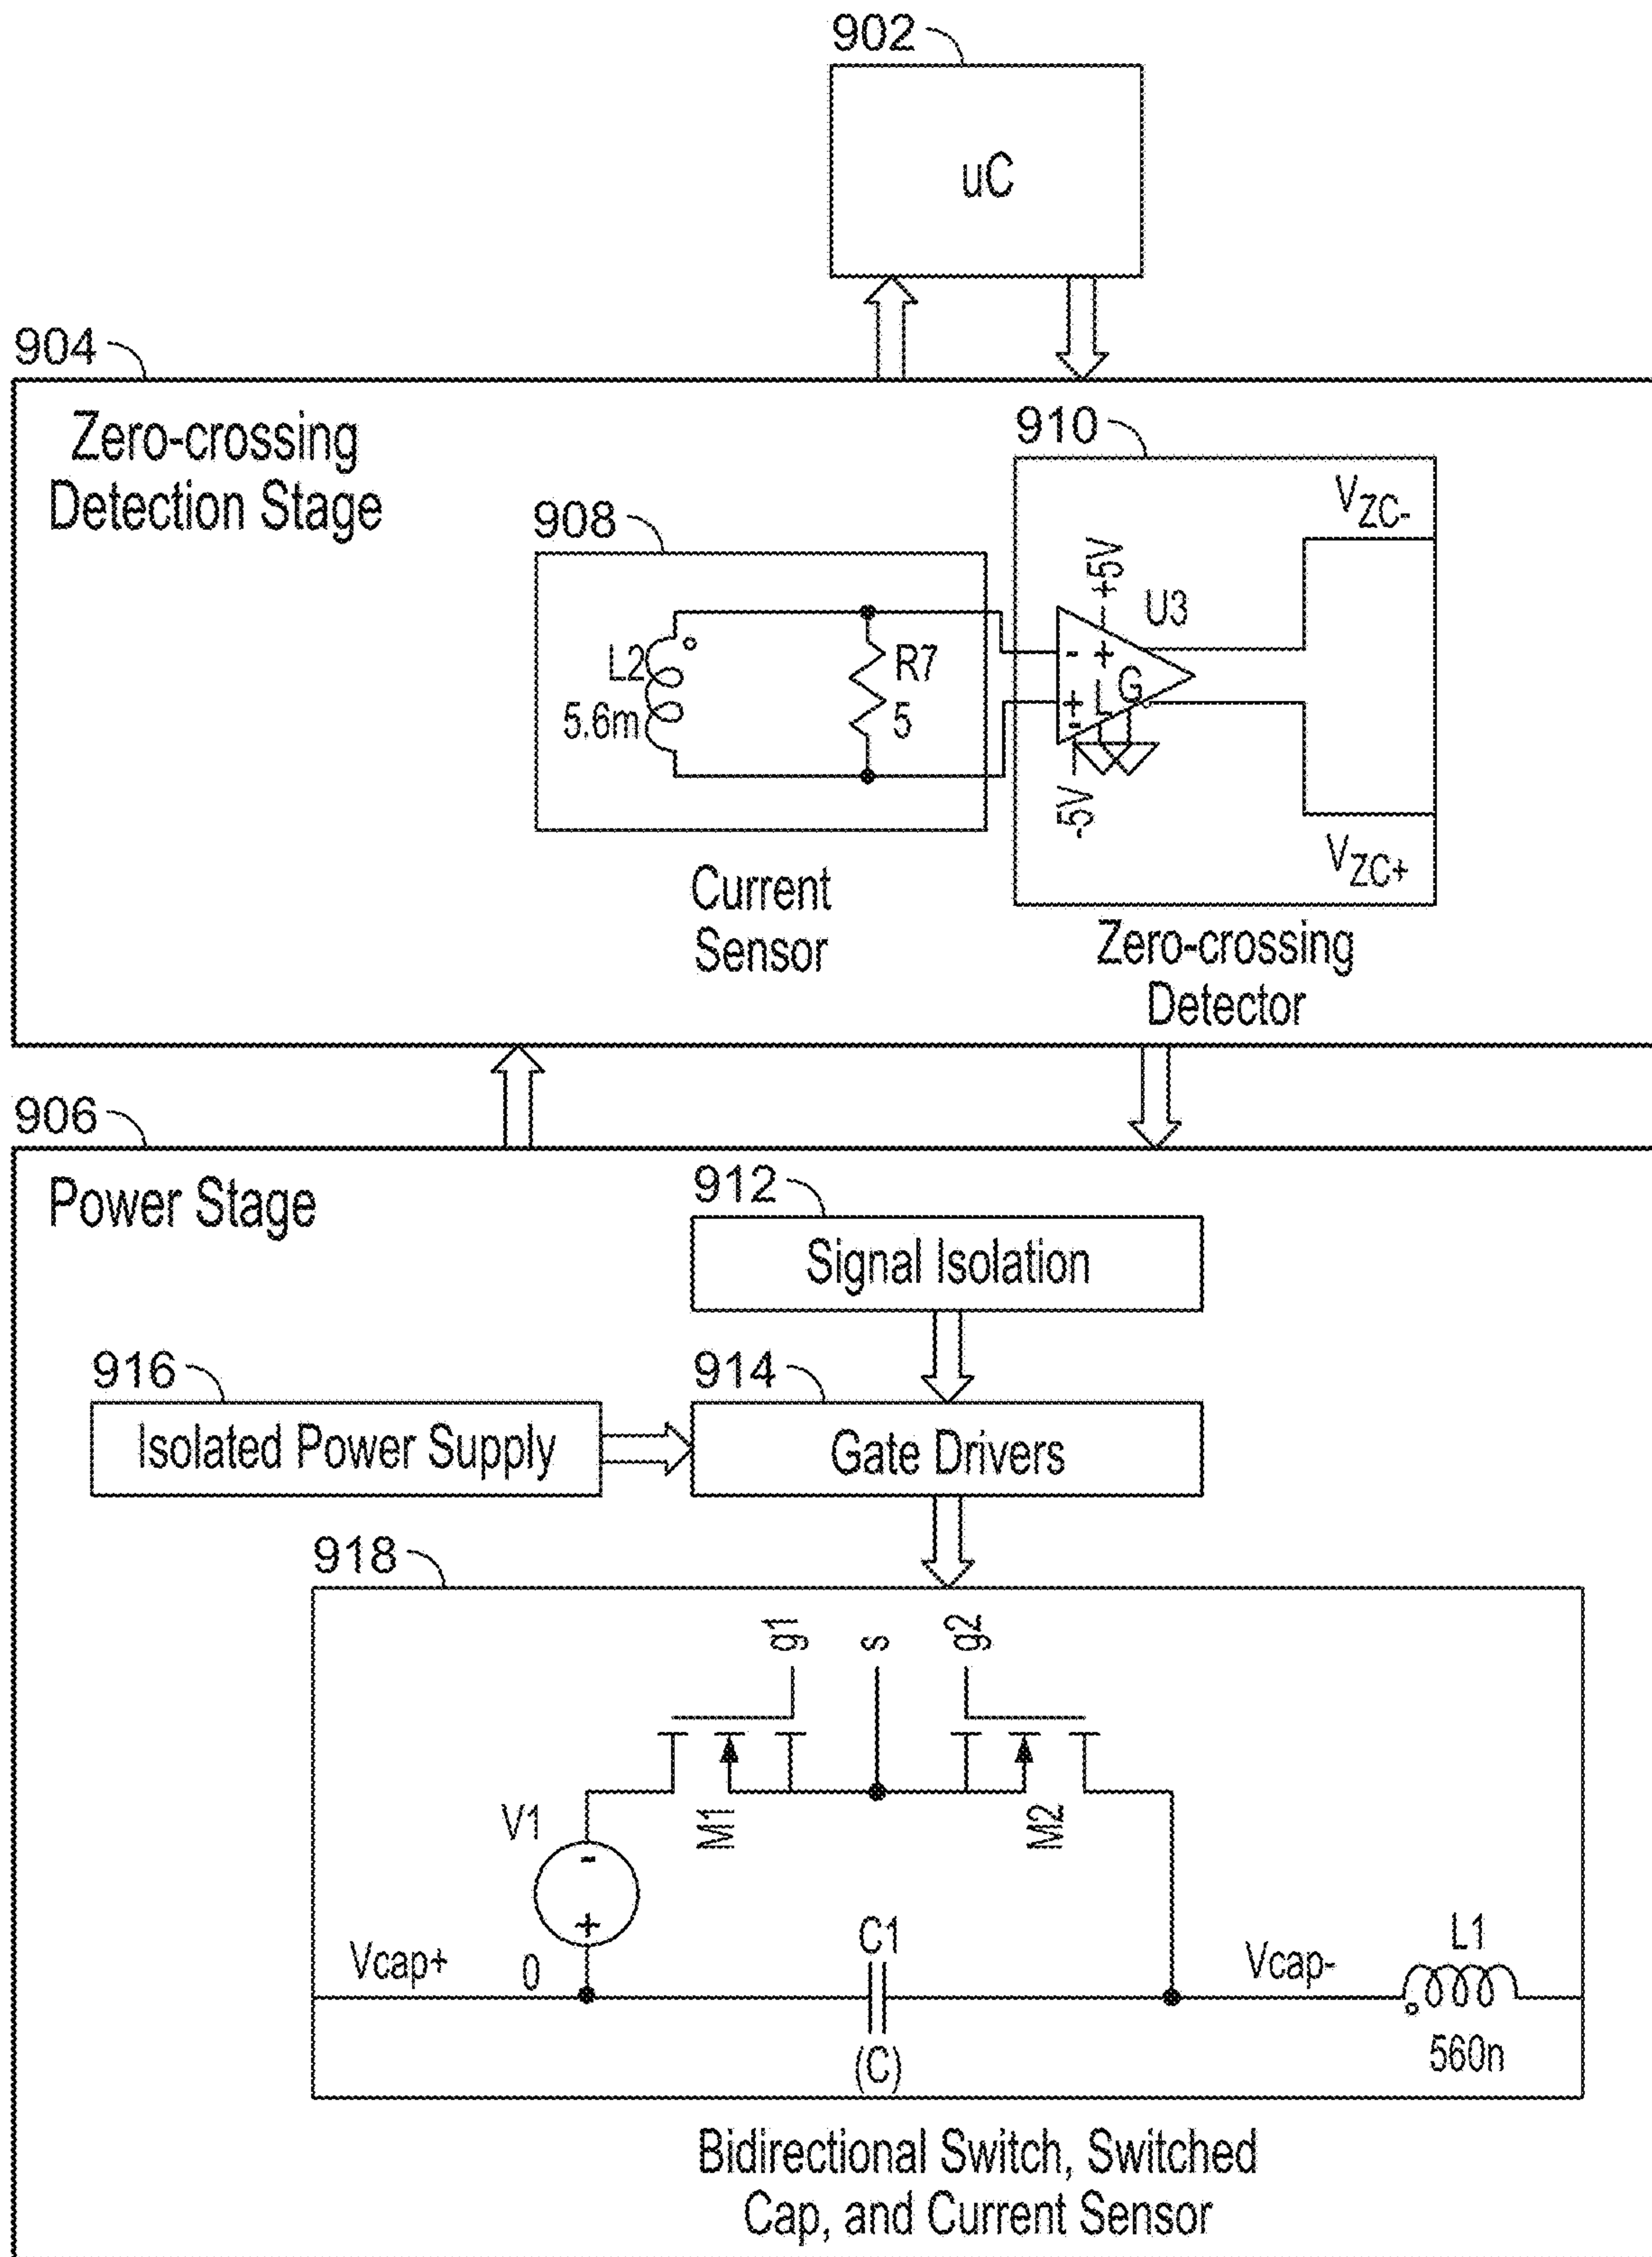 902
uC
904
Zero-crossing
Detection Stage
910
VZC-
908
+5V
U3
L2
5.6m
R7
5
-
+
+
-
L
G
-5V
VZC+
Current
Sensor
Zero-crossing
Detector
906
Power Stage
912
Signal Isolation
916
Isolated Power Supply
914
Gate Drivers
918
g1
s
g2
M1
M2
V1
-
+
0
Vcap+
C1
(C)
Vcap-
L1
560n
Bidirectional Switch, Switched
Cap, and Current Sensor